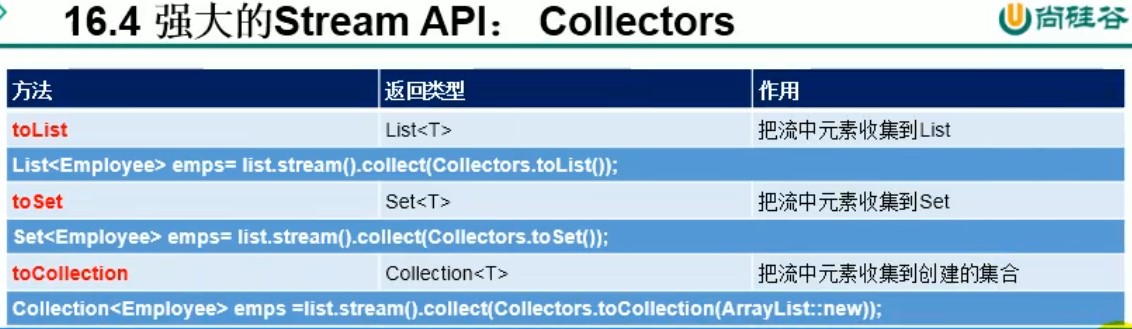 16.4 强大的Stream API： Collectors
尚硅谷
方法 返回类型 作用
toList List<T> 把流中元素收集到List
List<Employee> emps= list.stream().collect(Collectors.toList());
toSet Set<T> 把流中元素收集到Set
Set<Employee> emps= list.stream().collect(Collectors.toSet());
toCollection Collection<T> 把流中元素收集到创建的集合
Collection<Employee> emps =list.stream().collect(Collectors.toCollection(ArrayList::new));